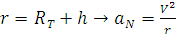 r = R_T + h → a_N = v²/r